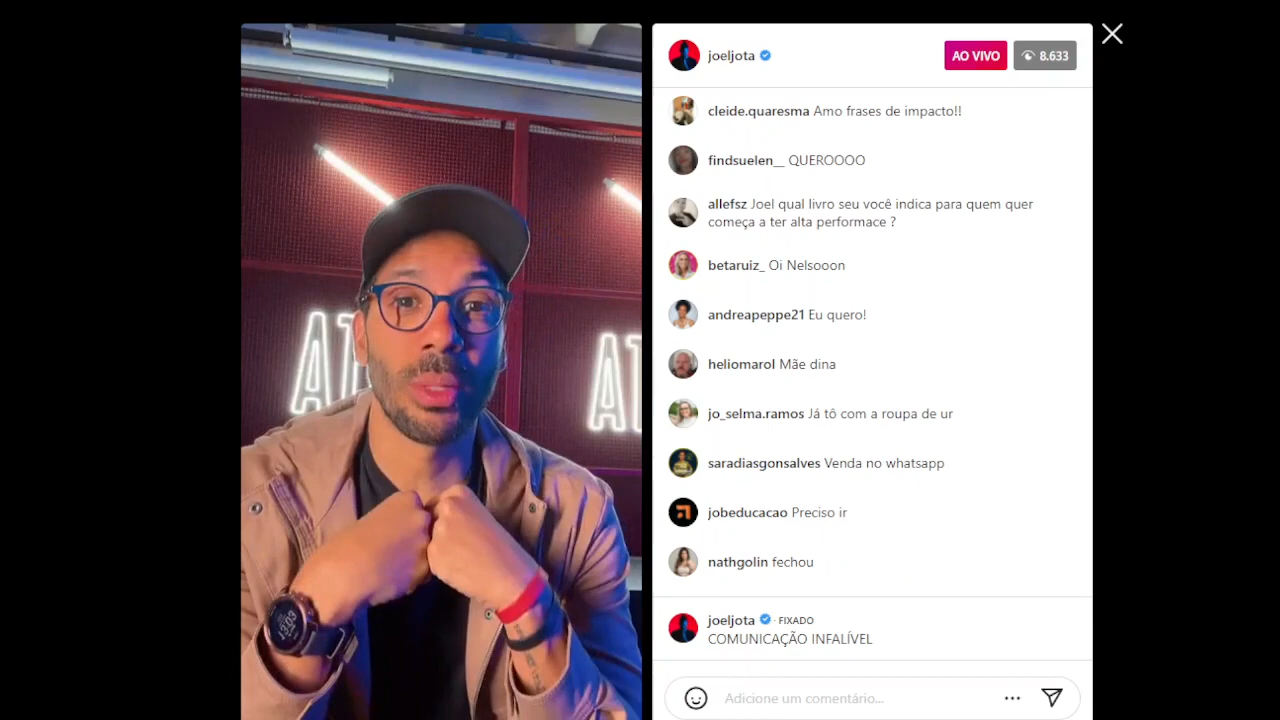 joeljota
AO VIVO
8.633
cleide.quaresma Amo frases de impacto!!
findsuelen__ QUEROOOO
allefsz Joel qual livro seu você indica para quem quer
começa a ter alta performace ?
betaruiz_ Oi Nelsooon
andreapeppe21 Eu quero!
heliomarol Mãe dina
jo_selma.ramos Já tô com a roupa de ur
saradiasgonsalves Venda no whatsapp
jobeducacao Preciso ir
nathgolin fechou
joeljota · FIXADO
COMUNICAÇÃO INFALÍVEL
Adicione um comentário...
AT
AT